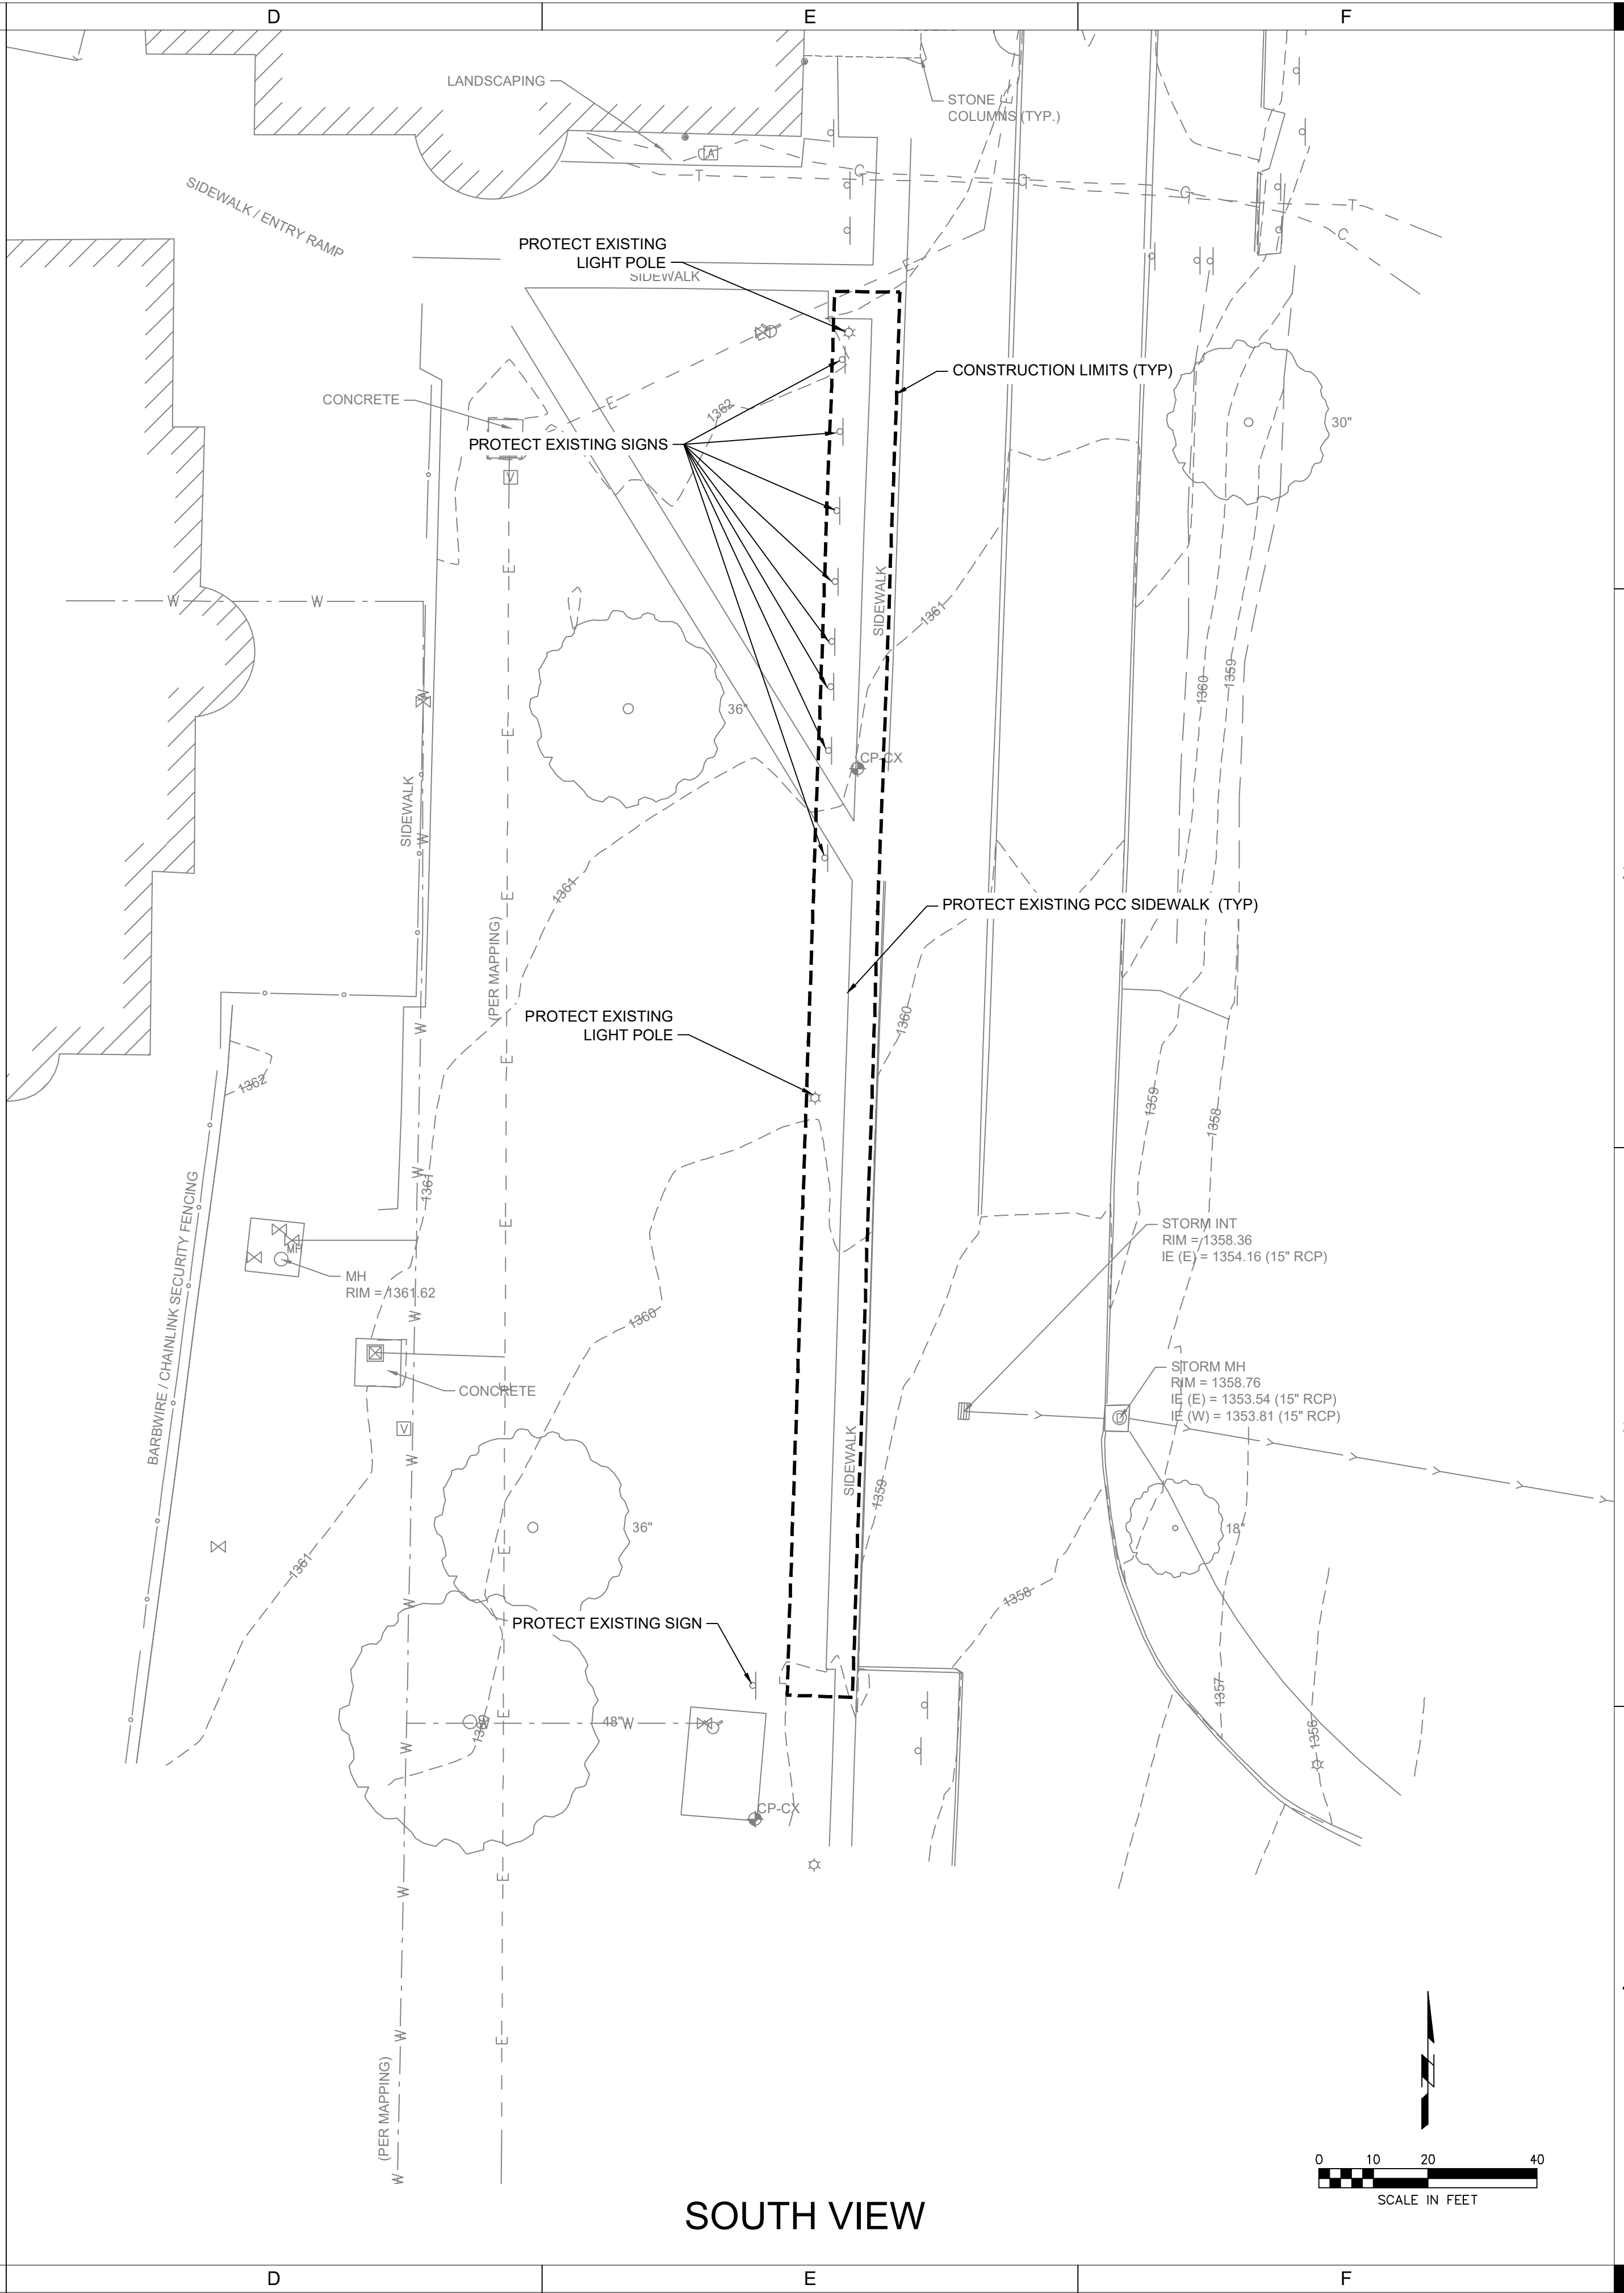 D
E
F
LANDSCAPING
STONE
COLUMNS (TYP.)
A
G
T
T
G
T
G
T
C
SIDEWALK / ENTRY RAMP
PROTECT EXISTING
LIGHT POLE
SIDEWALK
E
CONSTRUCTION LIMITS (TYP)
CONCRETE
E
1362
30"
PROTECT EXISTING SIGNS
V
E
W
W
SIDEWALK
1361
1360
1359
W
36"
E
CP-CX
SIDEWALK
W
1361
E
PROTECT EXISTING PCC SIDEWALK (TYP)
(PER MAPPING)
PROTECT EXISTING
LIGHT POLE
1360
W
E
1362
1359
1358
BARBWIRE / CHAINLINK SECURITY FENCING
W
1361
E
STORM INT
RIM = 1358.36
IE (E) = 1354.16 (15" RCP)
MH
MH
RIM = 1361.62
W
1360
STORM MH
RIM = 1358.76
IE (E) = 1353.54 (15" RCP)
IE (W) = 1353.81 (15" RCP)
E
CONCRETE
D
V
W
SIDEWALK
1359
36"
18"
E
1361
W
1358
PROTECT EXISTING SIGN
1357
1360
48"
W
E
W
1356
CP-CX
E
W
W
E
(PER MAPPING)
W
N
0
10
20
40
SCALE IN FEET
SOUTH VIEW
D
E
F